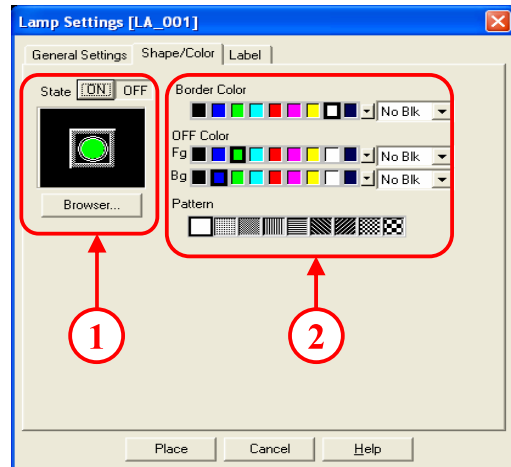 Lamp Settings [LA_001]
General Settings Shape/Color Label
State ON OFF
Browser...
Border Color
No Blk
OFF Color
Fg No Blk
Bg No Blk
Pattern
1 2
Place Cancel Help